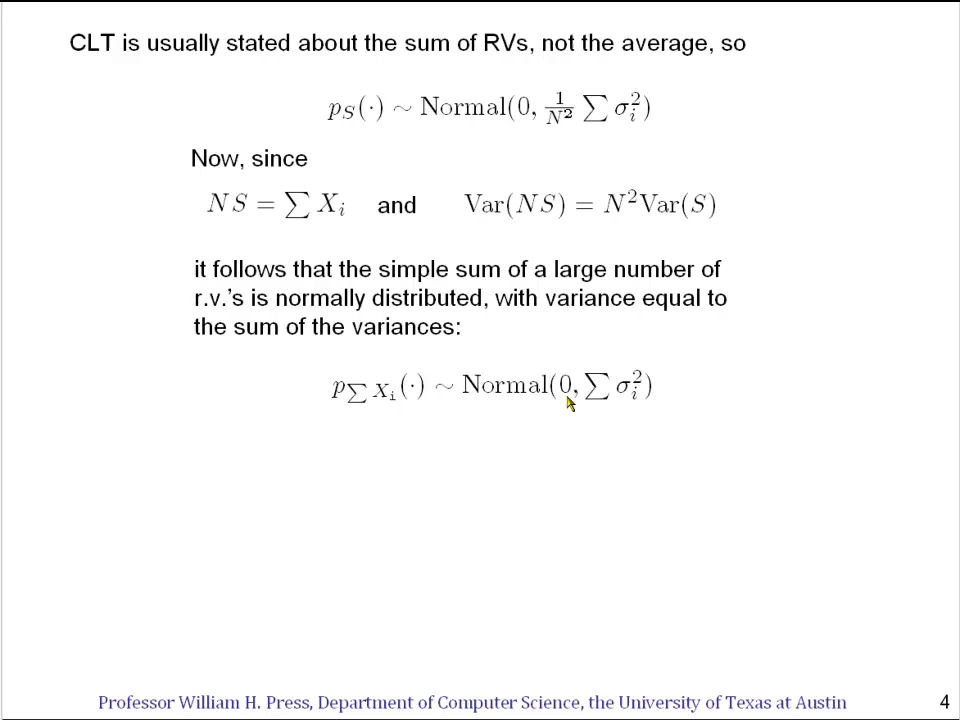 CLT is usually stated about the sum of RVs, not the average, so
p_S(·) ~ Normal(0, 1/N² ∑ σ_i²)
Now, since
NS = ∑ X_i and Var(NS) = N²Var(S)
it follows that the simple sum of a large number of
r.v.'s is normally distributed, with variance equal to
the sum of the variances:
p_{∑ X_i}(·) ~ Normal(0, ∑ σ_i²)
Professor William H. Press, Department of Computer Science, the University of Texas at Austin
4